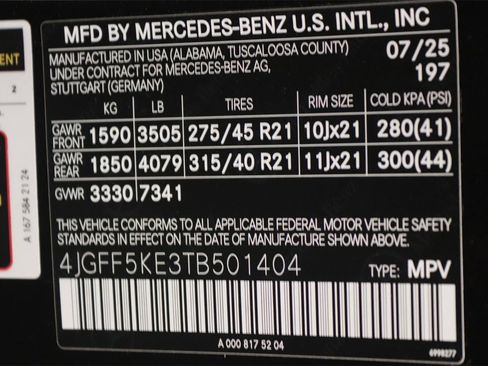 MFD BY MERCEDES-BENZ U.S. INTL., INC
MANUFACTURED IN USA (ALABAMA, TUSCALOOSA COUNTY) 07/25
UNDER CONTRACT FOR MERCEDES-BENZ AG, 197
STUTTGART (GERMANY)
KG LB TIRES RIM SIZE COLD KPA (PSI)
GAWR FRONT 1590 3505 275/45 R21 10Jx21 280(41)
GAWR REAR 1850 4079 315/40 R21 11Jx21 300(44)
GVWR 3330 7341
THIS VEHICLE CONFORMS TO ALL APPLICABLE FEDERAL MOTOR VEHICLE SAFETY
STANDARDS IN EFFECT ON THE DATE OF MANUFACTURE SHOWN ABOVE.
4JGFF5KE3TB501404 TYPE: MPV
A 000 817 52 04
6998277
2
A 167 584 21 24